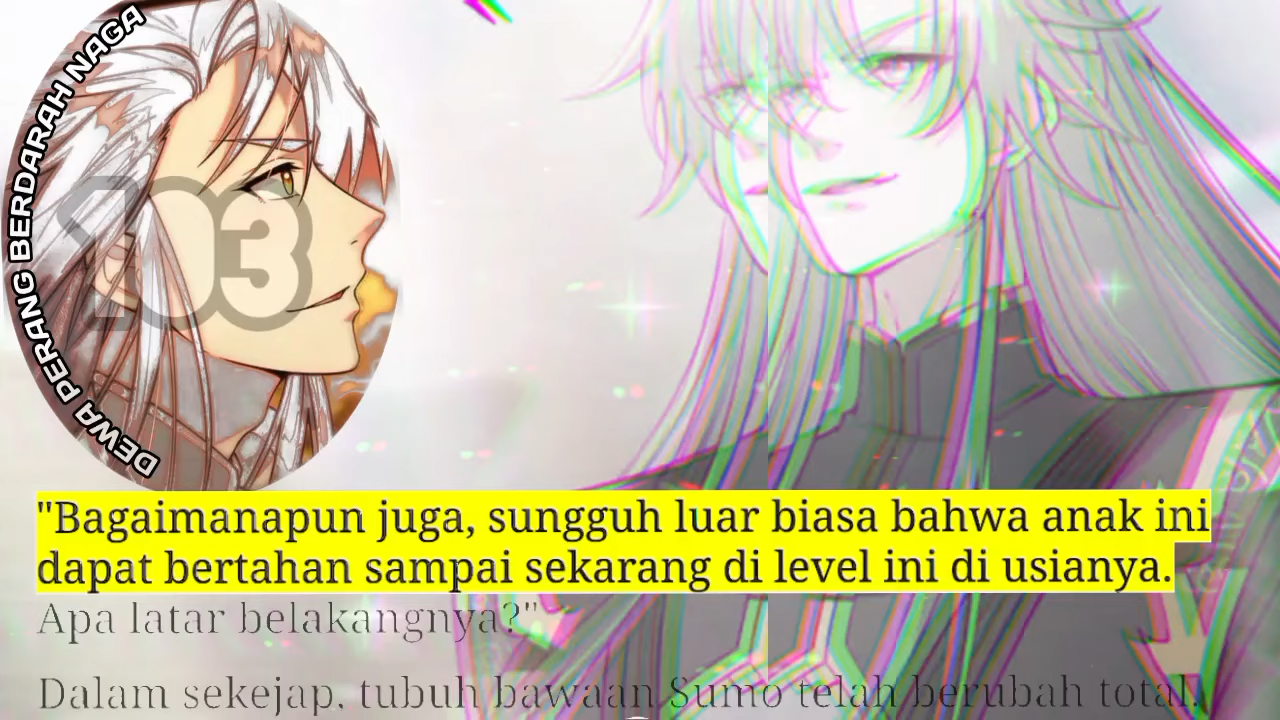 DEWA PERANG BERDARAH NAGA
103
"Bagaimanapun juga, sungguh luar biasa bahwa anak ini
dapat bertahan sampai sekarang di level ini di usianya.
Apa latar belakangnya?"
Dalam sekejap, tubuh bawaan Sumo telah berubah total.